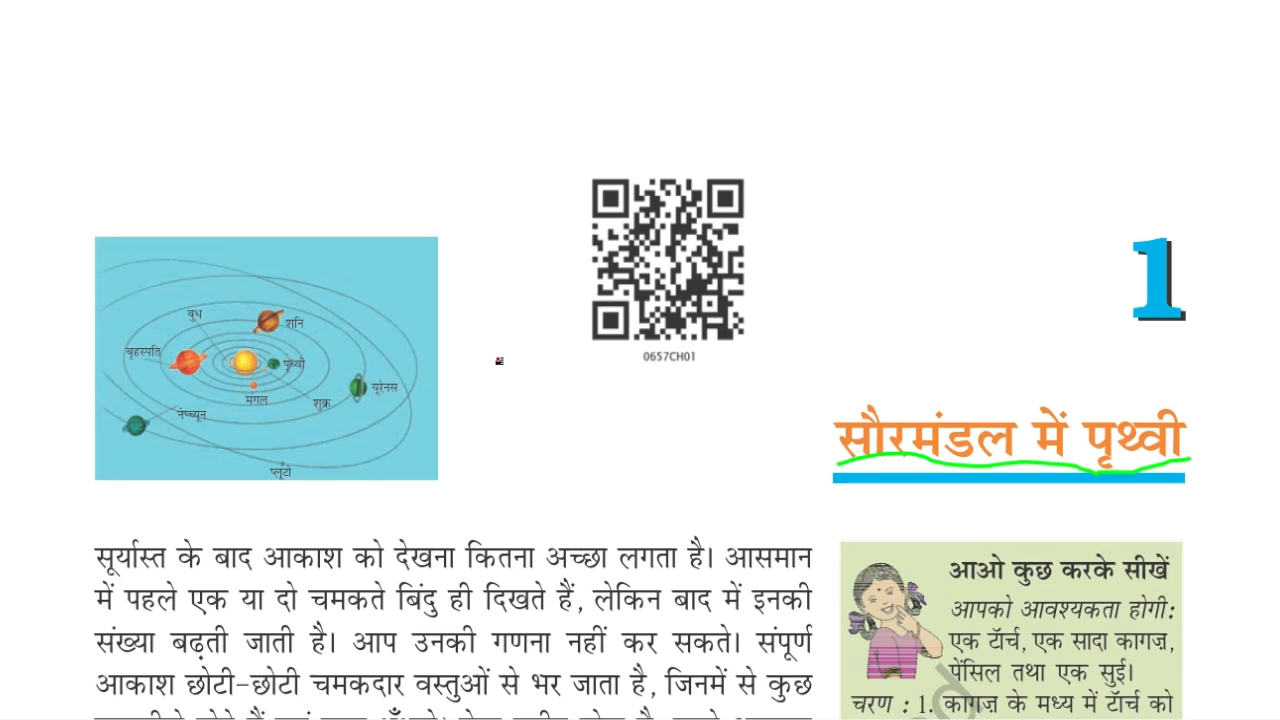 1
0657CH01
बुध
शनि
बृहस्पति
पृथ्वी
यूरेनस
मंगल
शुक्र
नेप्च्यून
प्लूटो
सौरमंडल में पृथ्वी
सूर्यास्त के बाद आकाश को देखना कितना अच्छा लगता है। आसमान
में पहले एक या दो चमकते बिंदु ही दिखते हैं, लेकिन बाद में इनकी
संख्या बढ़ती जाती है। आप उनकी गणना नहीं कर सकते। संपूर्ण
आकाश छोटी-छोटी चमकदार वस्तुओं से भर जाता है, जिनमें से कुछ
आओ कुछ करके सीखें
आपको आवश्यकता होगी:
एक टॉर्च, एक सादा कागज़,
पेंसिल तथा एक सुई।
चरण : 1. कागज़ के मध्य में टॉर्च को